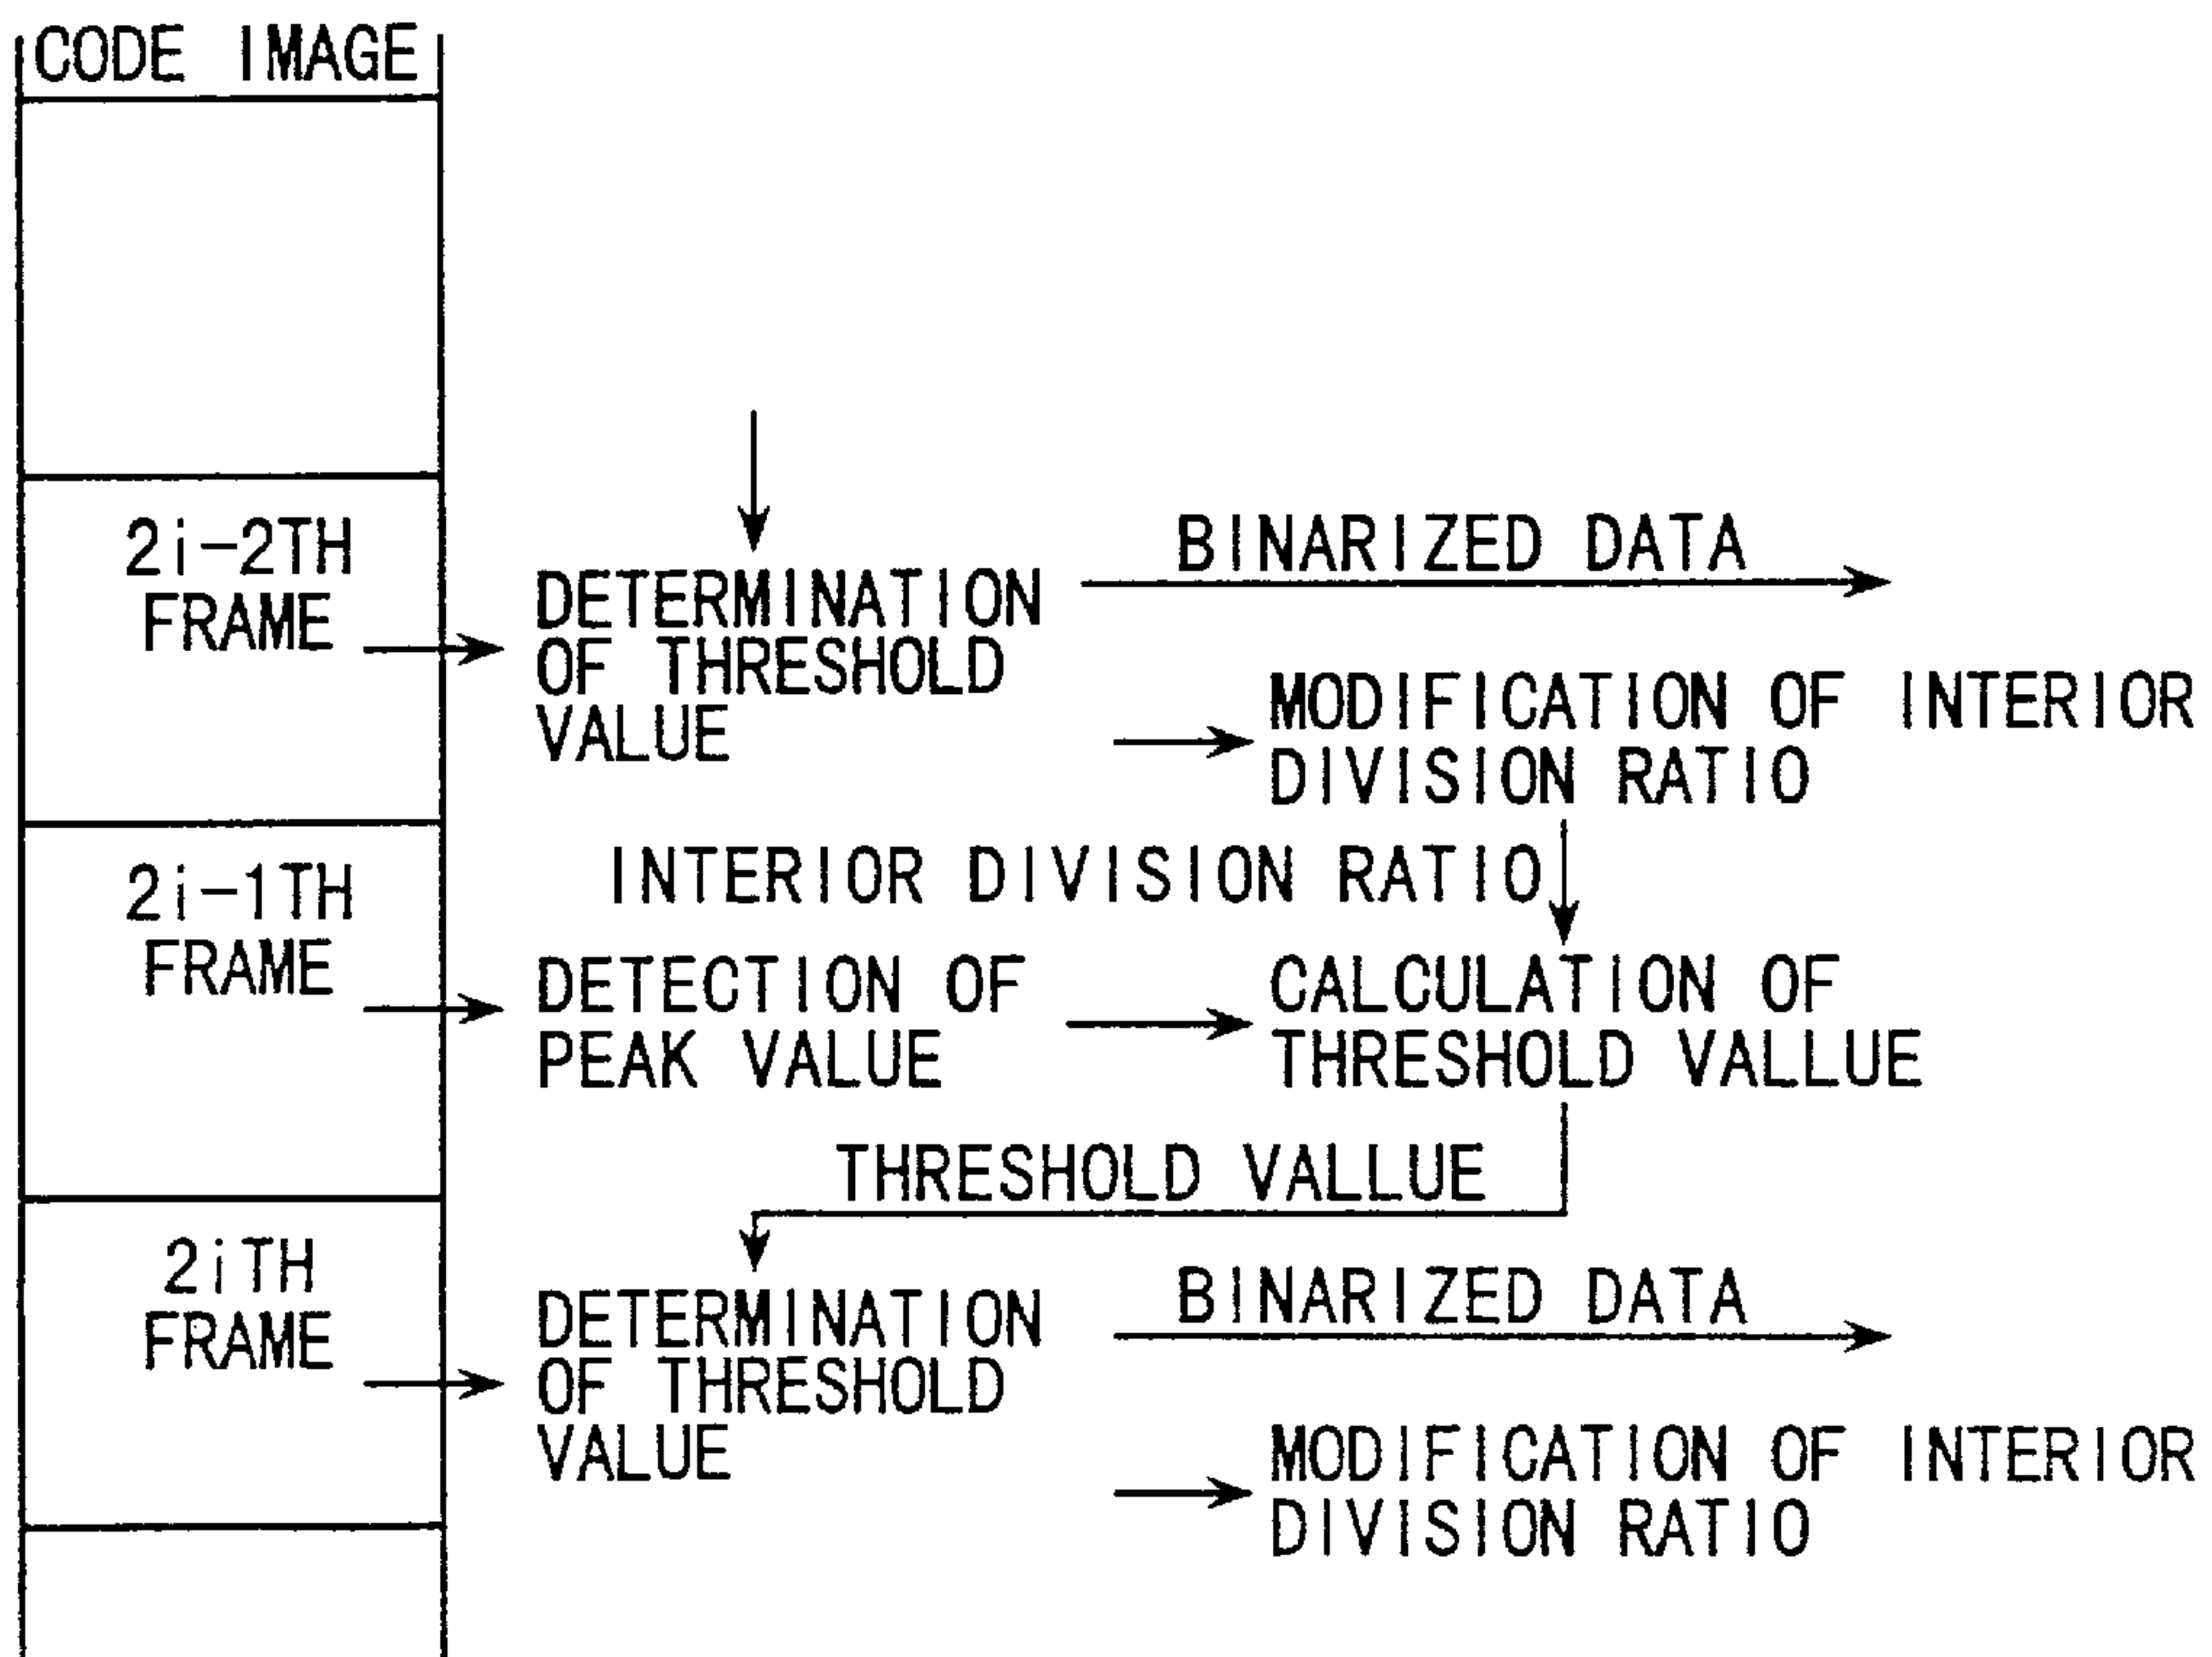 CODE IMAGE
2i-2TH
FRAME
DETERMINATION
OF THRESHOLD
VALUE
BINARIZED DATA
MODIFICATION OF INTERIOR
DIVISION RATIO
2i-1TH
FRAME
INTERIOR DIVISION RATIO
DETECTION OF
PEAK VALUE
CALCULATION OF
THRESHOLD VALLUE
THRESHOLD VALLUE
2iTH
FRAME
DETERMINATION
OF THRESHOLD
VALUE
BINARIZED DATA
MODIFICATION OF INTERIOR
DIVISION RATIO